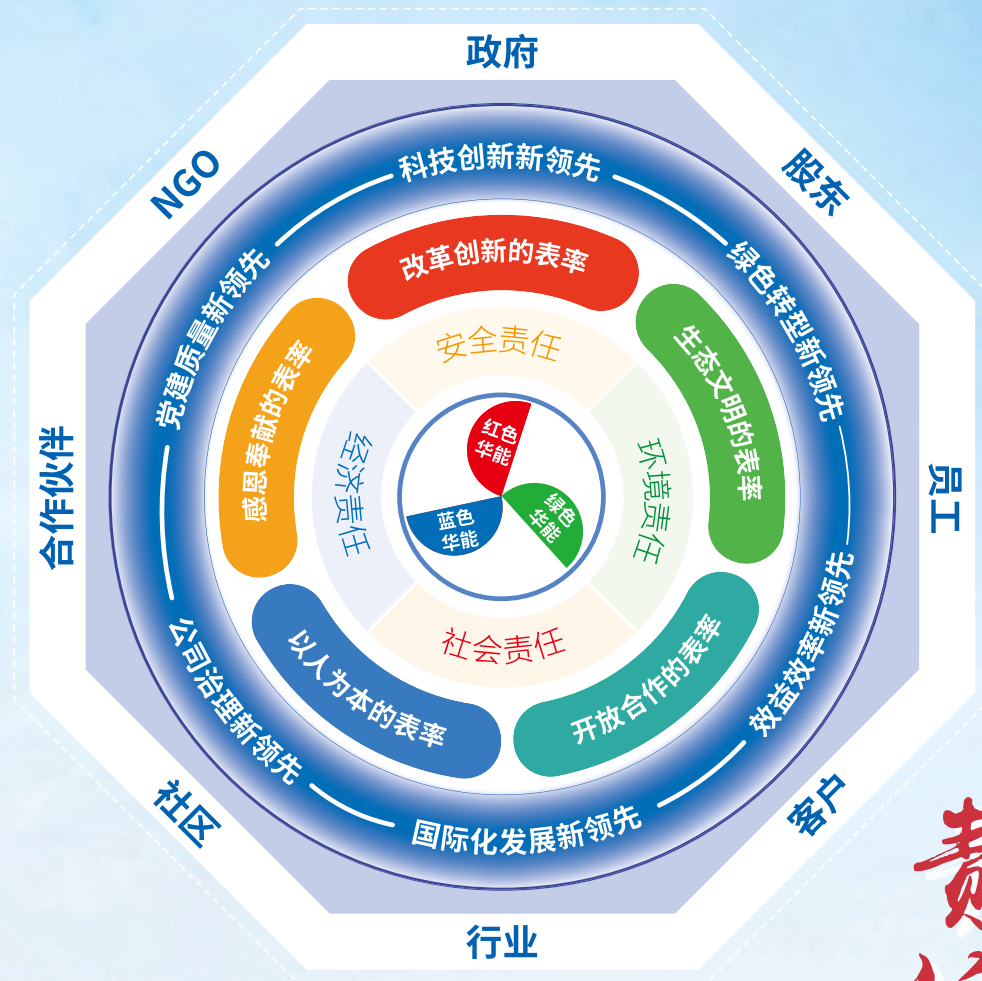 政府
股东
员工
客户
行业
社区
合作伙伴
NGO
科技创新新领先
绿色转型新领先
效益效率新领先
国际化发展新领先
公司治理新领先
党建质量新领先
改革创新的表率
生态文明的表率
开放合作的表率
以人为本的表率
感恩奉献的表率
安全责任
环境责任
社会责任
经济责任
红色
华能
绿色
华能
蓝色
华能
责